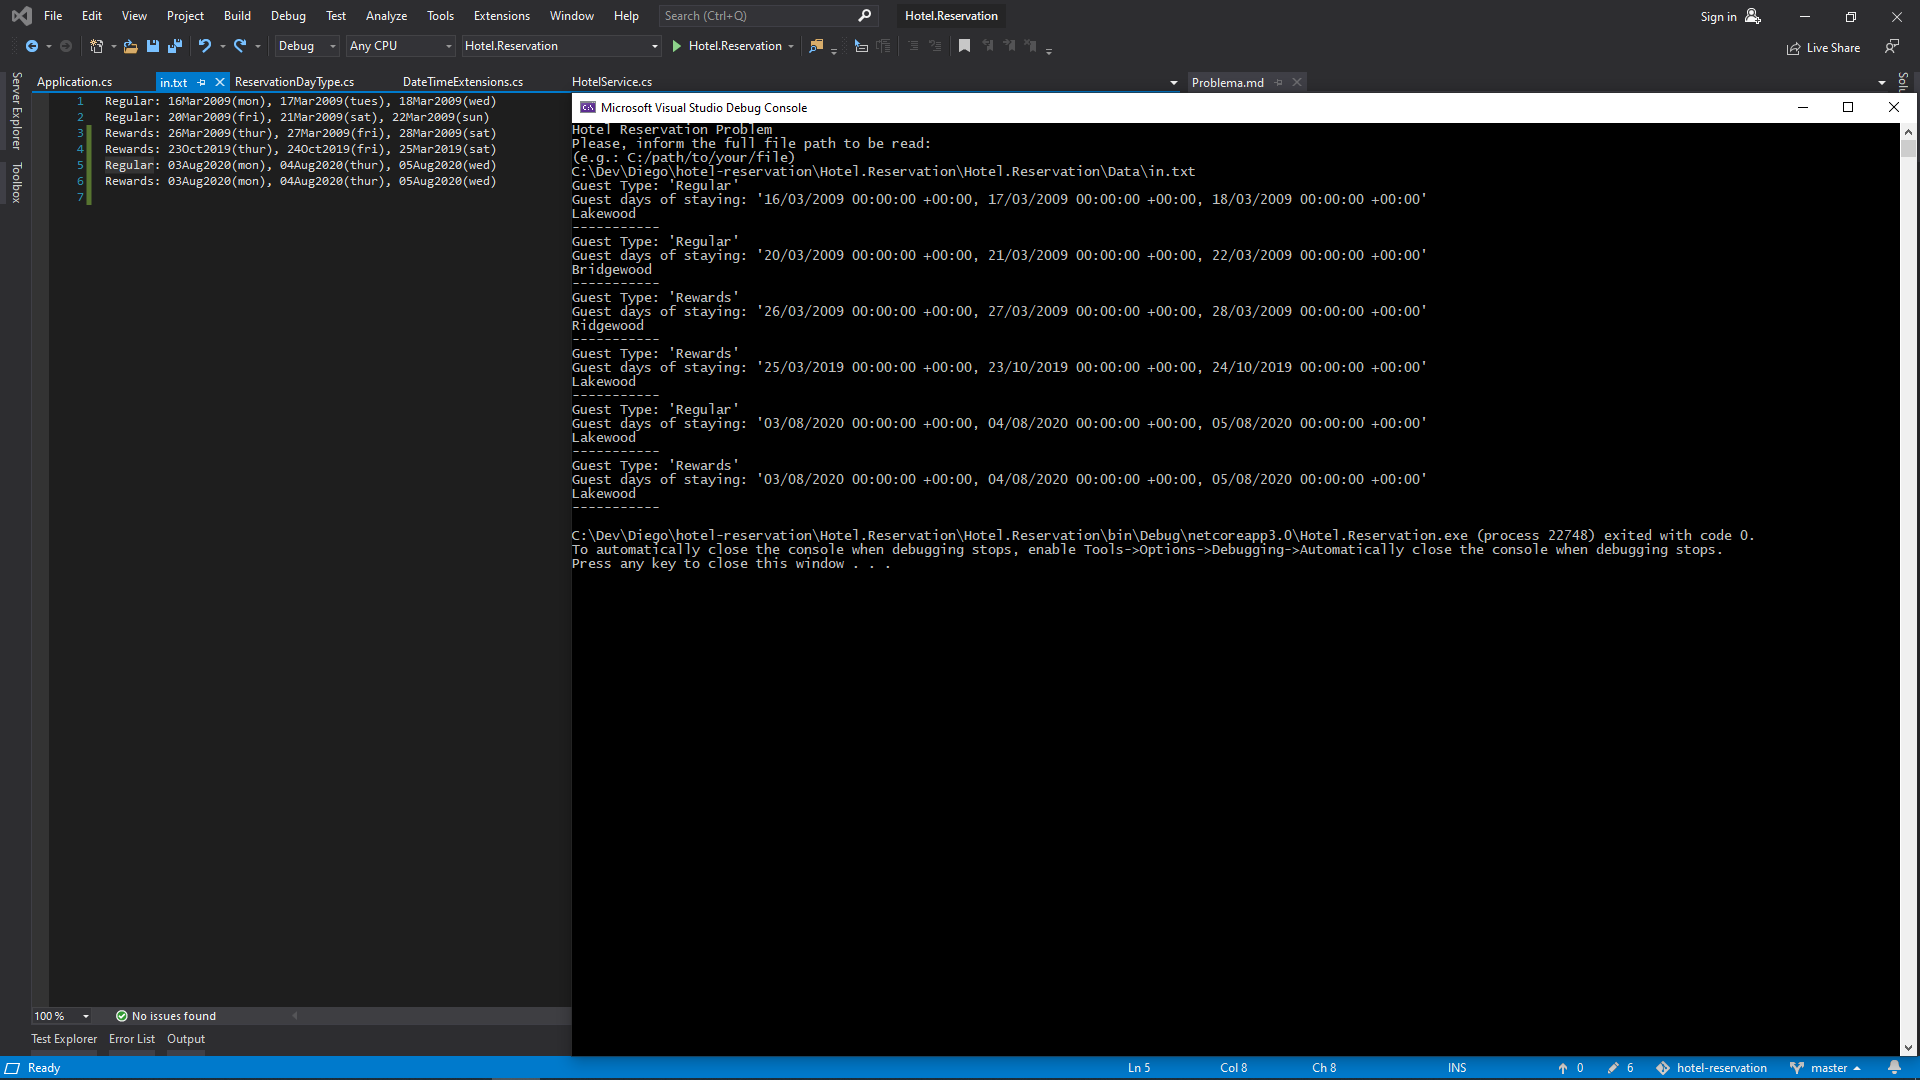 File Edit View Project Build Debug Test Analyze Tools Extensions Window Help Search (Ctrl+Q) Hotel.Reservation Sign in
Debug Any CPU Hotel.Reservation Hotel.Reservation Live Share
Application.cs in.txt ReservationDayType.cs DateTimeExtensions.cs HotelService.cs Problema.md
Server Explorer
Toolbox
1 Regular: 16Mar2009(mon), 17Mar2009(tues), 18Mar2009(wed)
2 Regular: 20Mar2009(fri), 21Mar2009(sat), 22Mar2009(sun)
3 Rewards: 26Mar2009(thur), 27Mar2009(fri), 28Mar2009(sat)
4 Rewards: 23Oct2019(thur), 24Oct2019(fri), 25Mar2019(sat)
5 Regular: 03Aug2020(mon), 04Aug2020(thur), 05Aug2020(wed)
6 Rewards: 03Aug2020(mon), 04Aug2020(thur), 05Aug2020(wed)
7
Microsoft Visual Studio Debug Console
Hotel Reservation Problem
Please, inform the full file path to be read:
(e.g.: C:/path/to/your/file)
C:\Dev\Diego\hotel-reservation\Hotel.Reservation\Hotel.Reservation\Data\in.txt
Guest Type: 'Regular'
Guest days of staying: '16/03/2009 00:00:00 +00:00, 17/03/2009 00:00:00 +00:00, 18/03/2009 00:00:00 +00:00'
Lakewood
-----------
Guest Type: 'Regular'
Guest days of staying: '20/03/2009 00:00:00 +00:00, 21/03/2009 00:00:00 +00:00, 22/03/2009 00:00:00 +00:00'
Bridgewood
-----------
Guest Type: 'Rewards'
Guest days of staying: '26/03/2009 00:00:00 +00:00, 27/03/2009 00:00:00 +00:00, 28/03/2009 00:00:00 +00:00'
Ridgewood
-----------
Guest Type: 'Rewards'
Guest days of staying: '25/03/2019 00:00:00 +00:00, 23/10/2019 00:00:00 +00:00, 24/10/2019 00:00:00 +00:00'
Lakewood
-----------
Guest Type: 'Regular'
Guest days of staying: '03/08/2020 00:00:00 +00:00, 04/08/2020 00:00:00 +00:00, 05/08/2020 00:00:00 +00:00'
Lakewood
-----------
Guest Type: 'Rewards'
Guest days of staying: '03/08/2020 00:00:00 +00:00, 04/08/2020 00:00:00 +00:00, 05/08/2020 00:00:00 +00:00'
Lakewood
-----------
C:\Dev\Diego\hotel-reservation\Hotel.Reservation\Hotel.Reservation\bin\Debug\netcoreapp3.0\Hotel.Reservation.exe (process 22748) exited with code 0.
To automatically close the console when debugging stops, enable Tools->Options->Debugging->Automatically close the console when debugging stops.
Press any key to close this window . . .
100 % No issues found
Test Explorer Error List Output
Ready Ln 5 Col 8 Ch 8 INS 0 6 hotel-reservation master